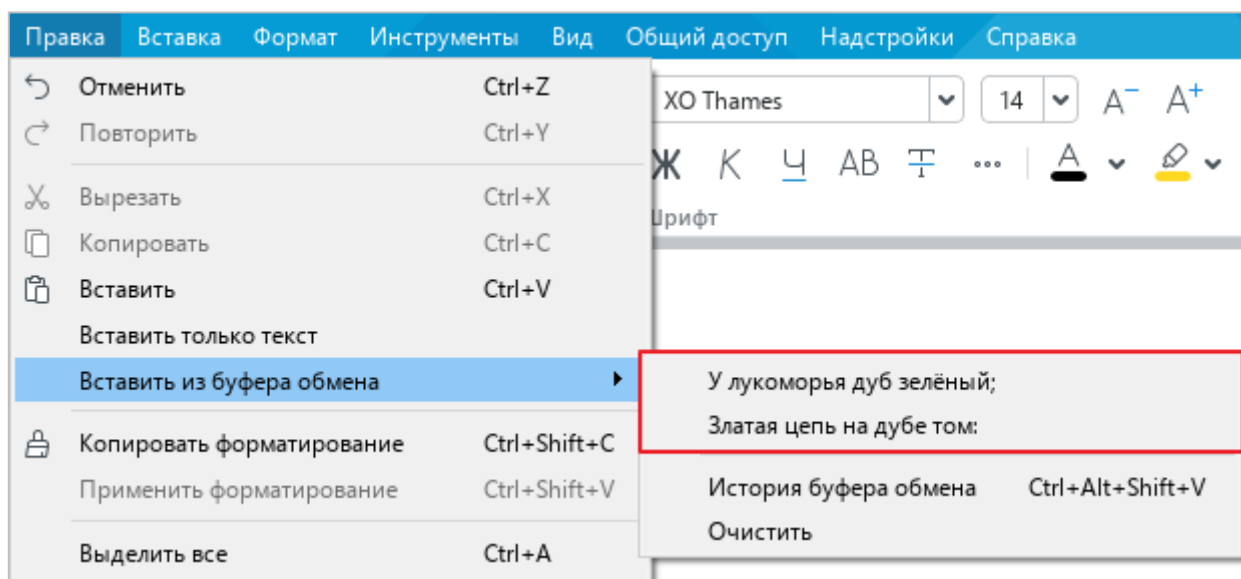 Правка Вставка Формат Инструменты Вид Общий доступ Надстройки Справка
Отменить Ctrl+Z
XO Thames 14 A⁻ A⁺
Повторить Ctrl+Y
Ж К Ч АВ Т ... А
Вырезать Ctrl+X
Шрифт
Копировать Ctrl+C
Вставить Ctrl+V
Вставить только текст
Вставить из буфера обмена
У лукоморья дуб зелёный;
Златая цепь на дубе том:
Копировать форматирование Ctrl+Shift+C
Применить форматирование Ctrl+Shift+V
История буфера обмена Ctrl+Alt+Shift+V
Очистить
Выделить все Ctrl+A